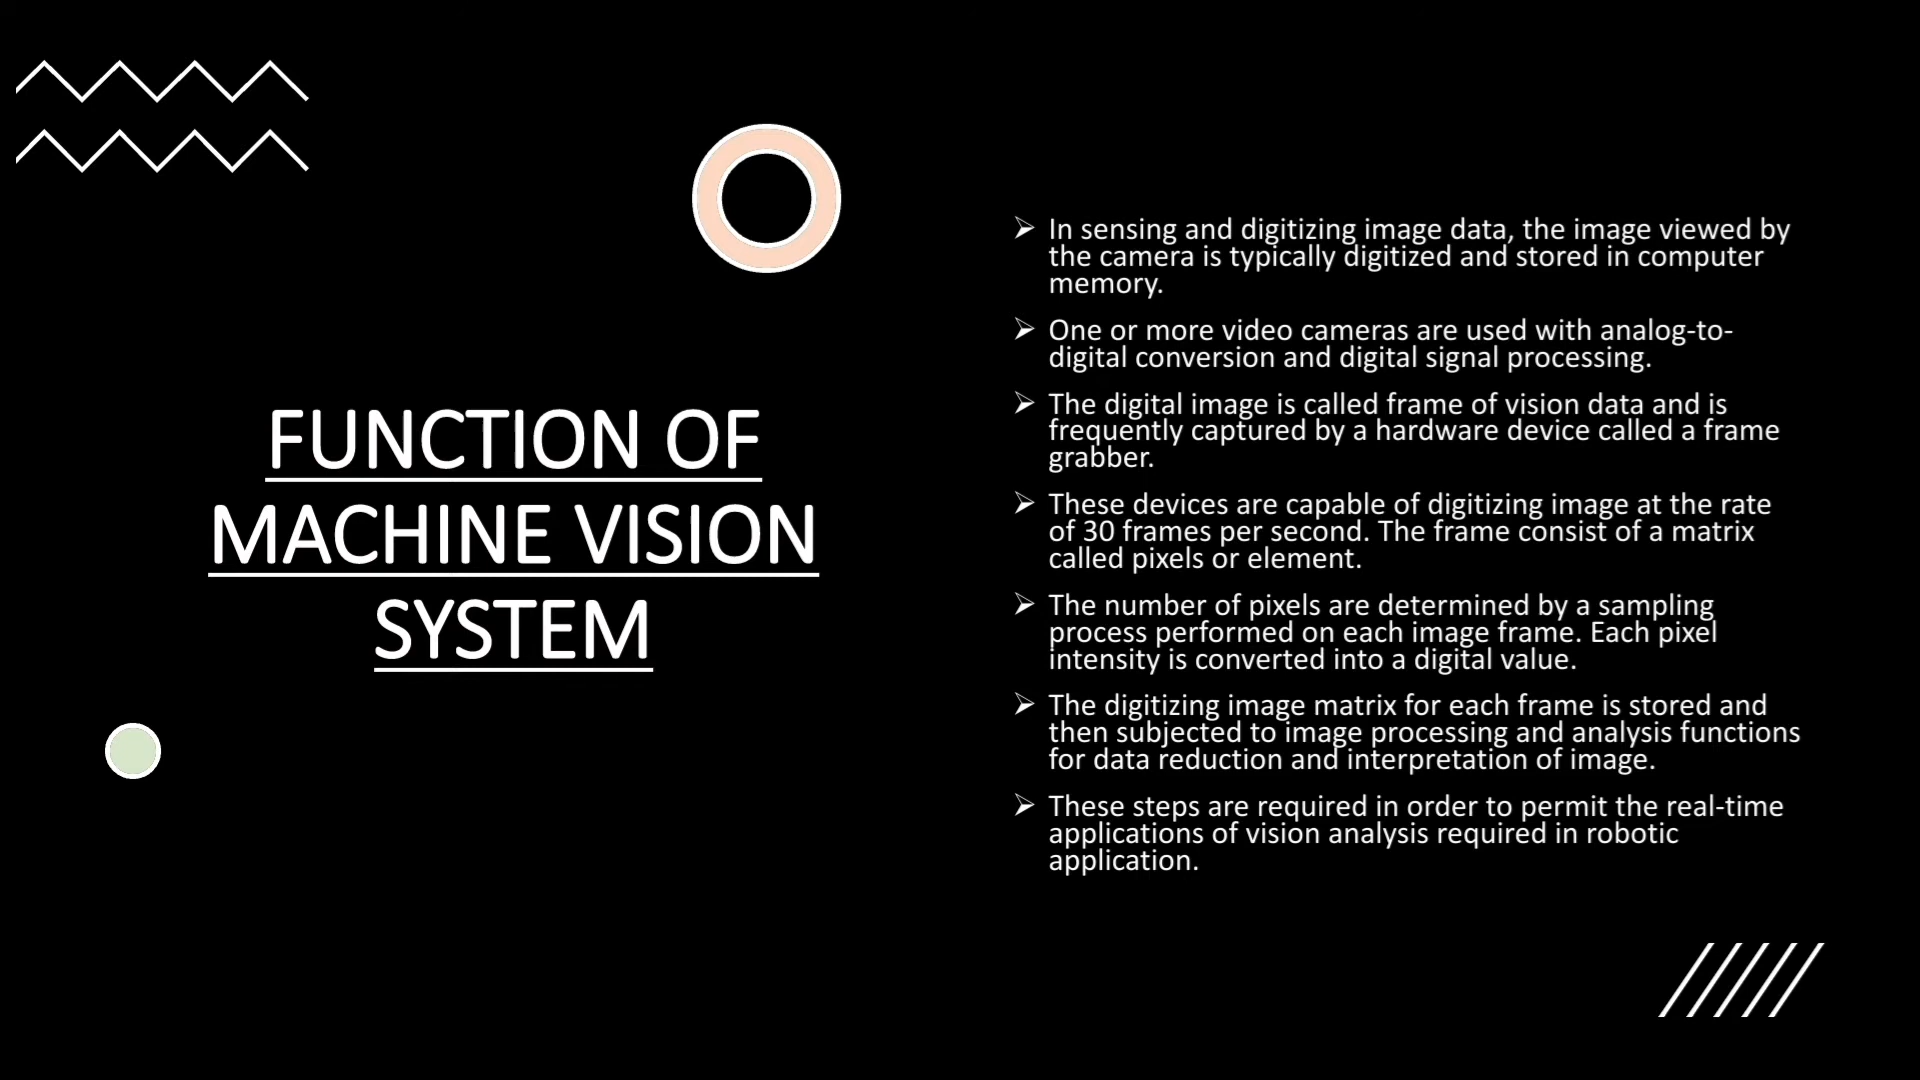 FUNCTION OF
MACHINE VISION
SYSTEM
In sensing and digitizing image data, the image viewed by
the camera is typically digitized and stored in computer
memory.
One or more video cameras are used with analog-to-
digital conversion and digital signal processing.
The digital image is called frame of vision data and is
frequently captured by a hardware device called a frame
grabber.
These devices are capable of digitizing image at the rate
of 30 frames per second. The frame consist of a matrix
called pixels or element.
The number of pixels are determined by a sampling
process performed on each image frame. Each pixel
intensity is converted into a digital value.
The digitizing image matrix for each frame is stored and
then subjected to image processing and analysis functions
for data reduction and interpretation of image.
These steps are required in order to permit the real-time
applications of vision analysis required in robotic
application.